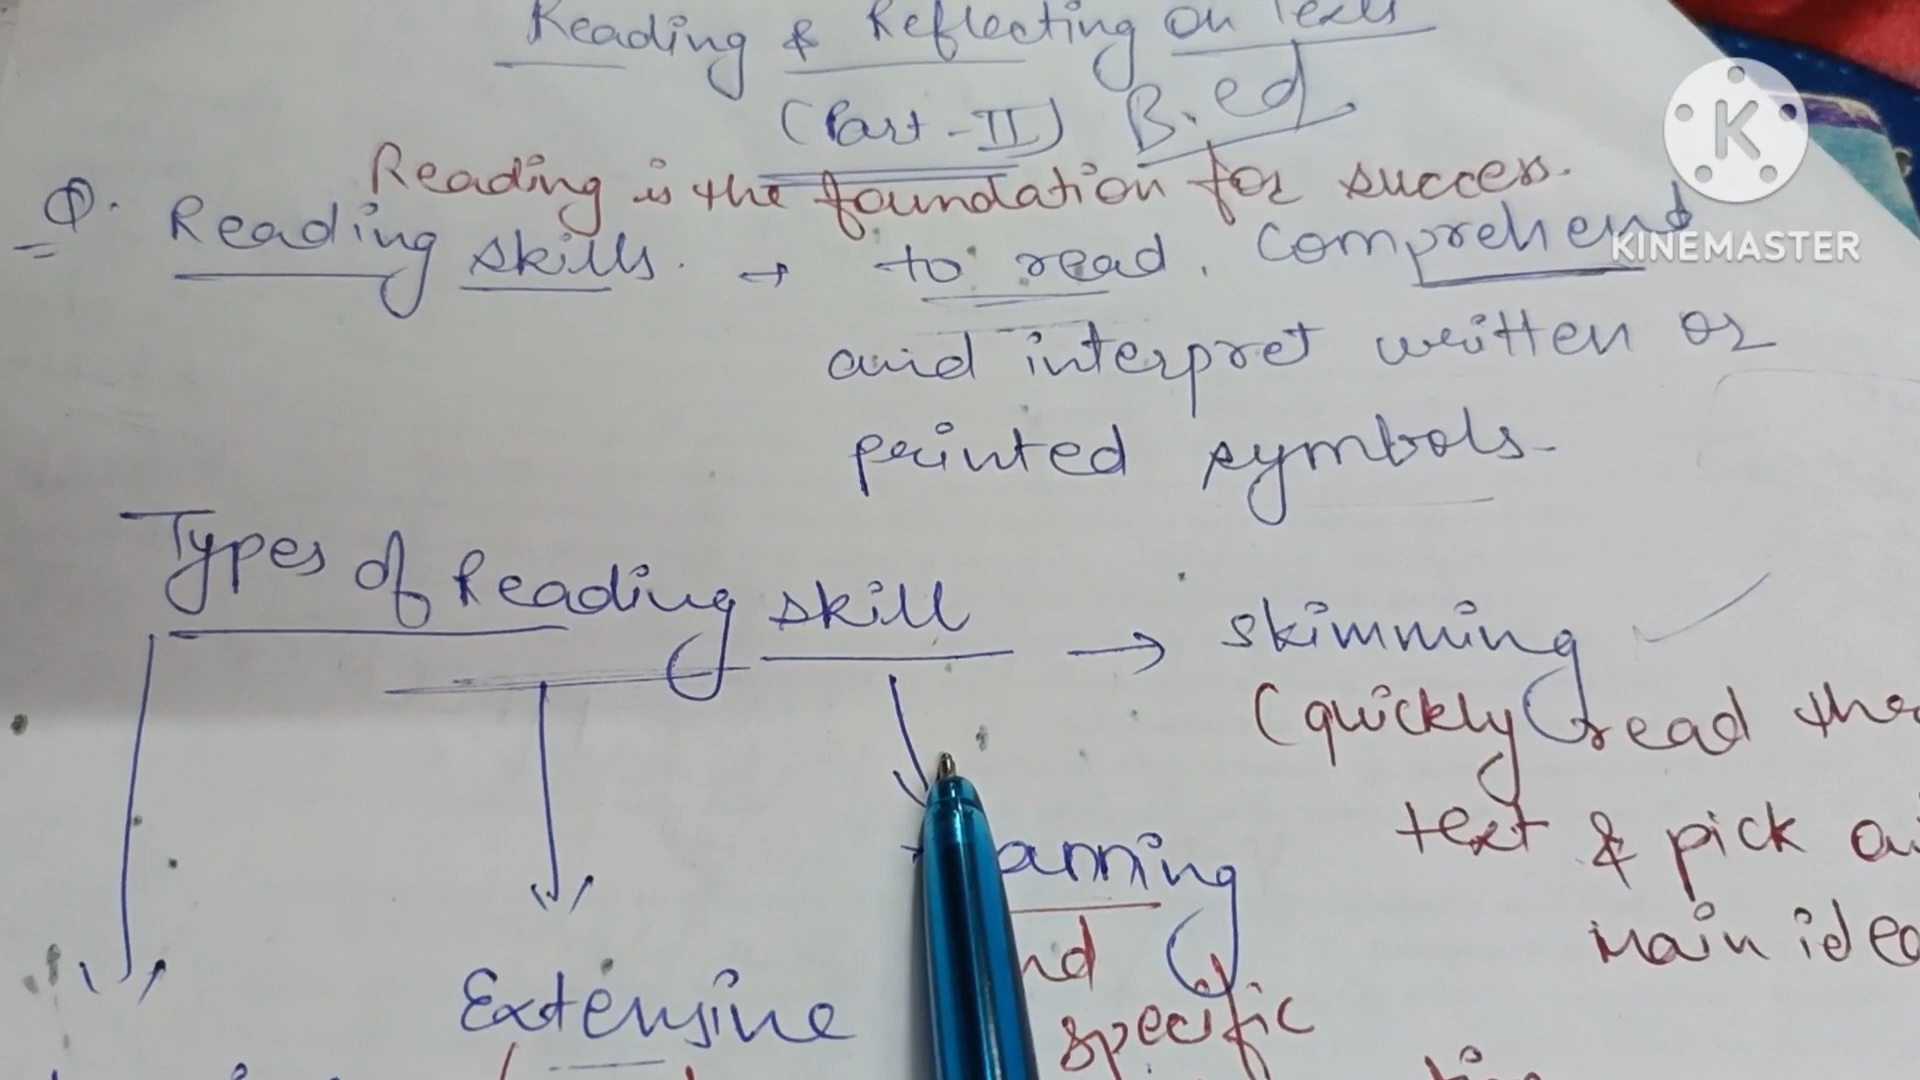 Reading & Reflecting on Texts
(Part-II) B.ed.
Reading is the foundation for success.
Q. Reading skills. → to read, Comprehend
and interpret written or
printed symbols.
Types of Reading skill → skimming
(quickly read the
text & pick
main idea
anning
nd
Extensive
specific
K
KINEMASTER